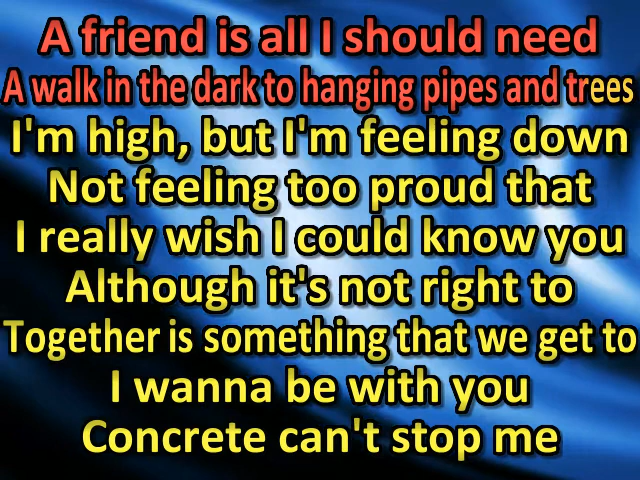 A friend is all I should need
A walk in the dark to hanging pipes and trees
I'm high, but I'm feeling down
Not feeling too proud that
I really wish I could know you
Although it's not right to
Together is something that we get to
I wanna be with you
Concrete can't stop me